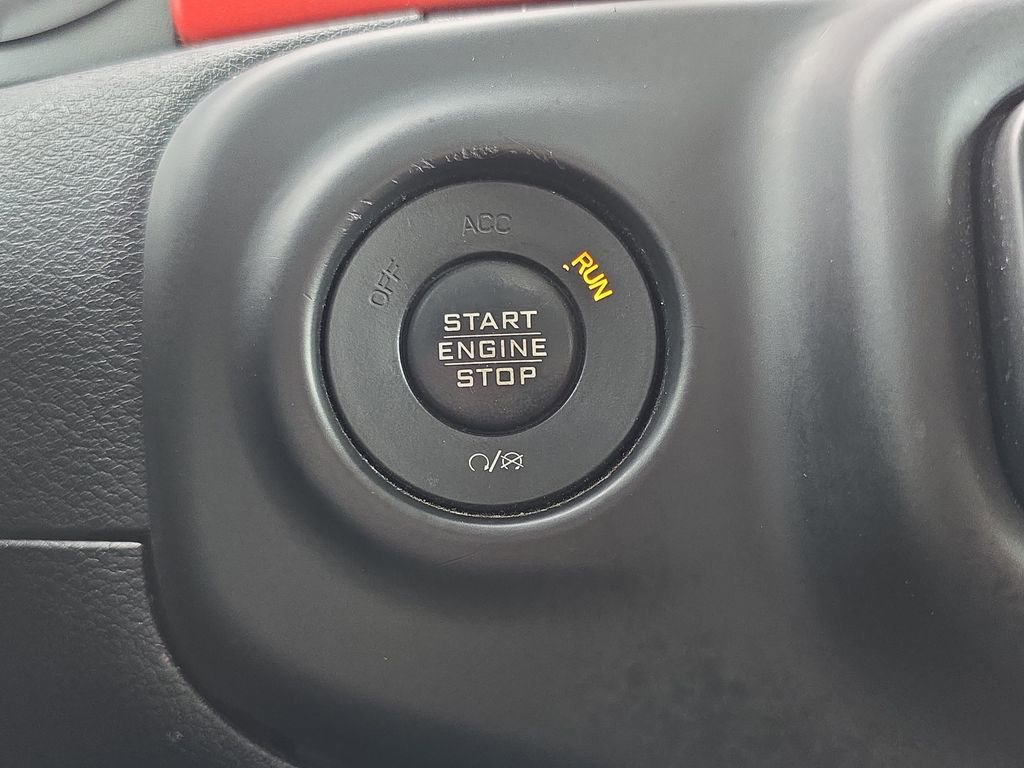 ACC
OFF
RUN
START
ENGINE
STOP